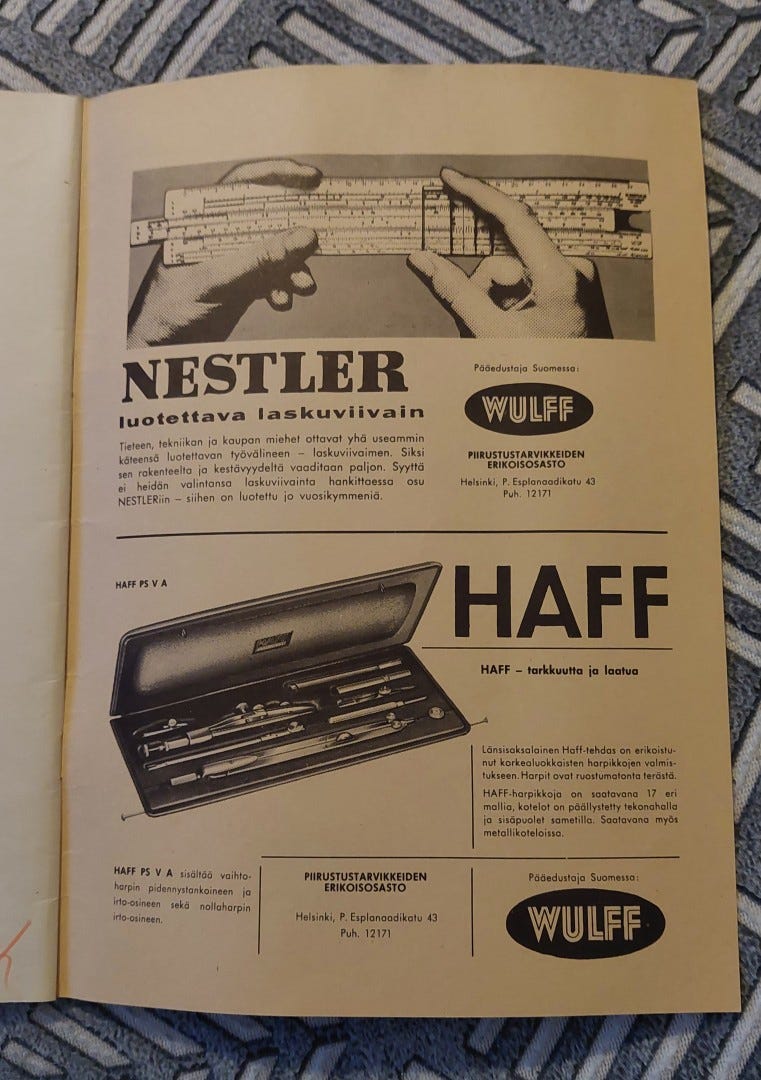 NESTLER
luotettava laskuviivain
Tieteen, tekniikan ja kaupan miehet ottavat yhä useammin
käteensä luotettavan työvälineen – laskuviivaimen. Siksi
sen rakenteelta ja kestävyydeltä vaaditaan paljon. Syyttä
ei heidän valintansa laskuviivainta hankittaessa osu
NESTLERiin – siihen on luotettu jo vuosikymmeniä.
Pääedustaja Suomessa:
WULFF
PIIRUSTUSTARVIKKEIDEN
ERIKOISOSASTO
Helsinki, P. Esplanaadikatu 43
Puh. 12171
HAFF PS V A
HAFF
HAFF – tarkkuutta ja laatua
Länsisaksalainen Haff-tehdas on erikoistu-
nut korkealuokkaisten harpikkojen valmis-
tukseen. Harpit ovat ruostumatonta terästä.
HAFF-harpikkoja on saatavana 17 eri
mallia, kotelot on päällystetty tekonahalla
ja sisäpuolet sametilla. Saatavana myös
metallikoteloissa.
HAFF PS V A sisältää vaihto-
harpin pidennystankoineen ja
irto-osineen sekä nollaharpin
irto-osineen.
PIIRUSTUSTARVIKKEIDEN
ERIKOISOSASTO
Helsinki, P. Esplanaadikatu 43
Puh. 12171
Pääedustaja Suomessa:
WULFF